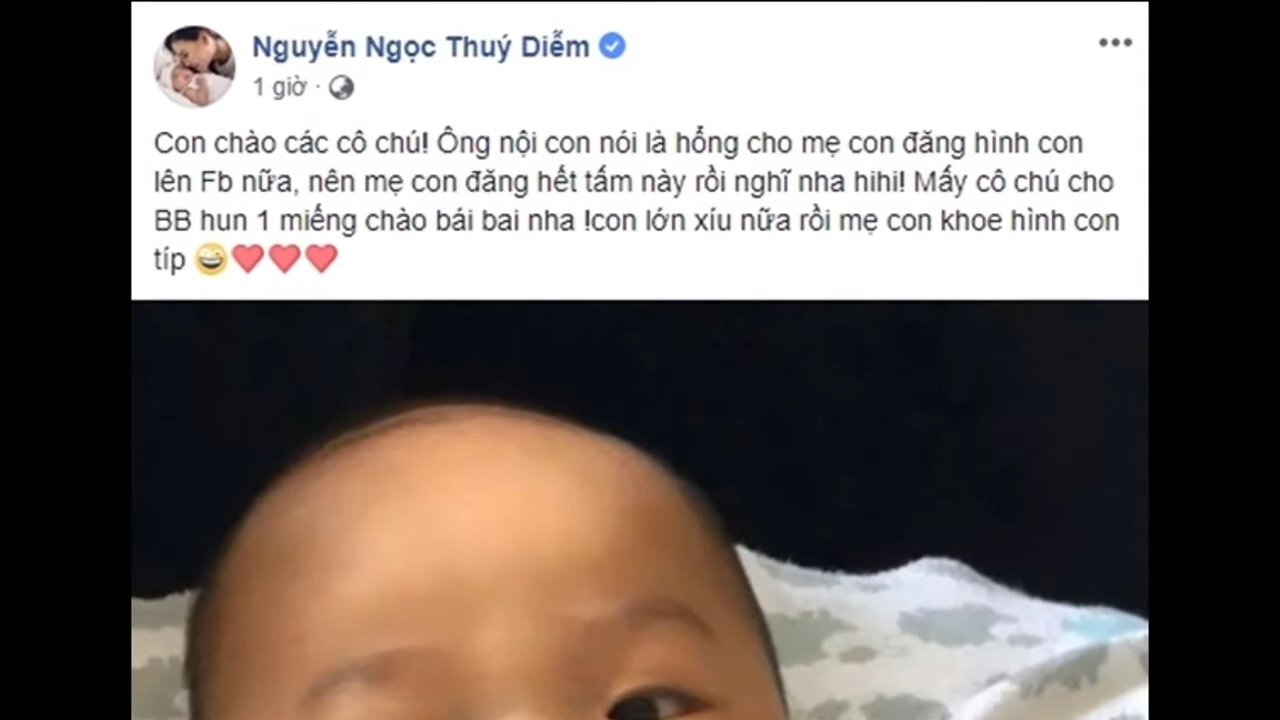 Nguyễn Ngọc Thuý Diễm
1 giờ ·
Con chào các cô chú! Ông nội con nói là hổng cho mẹ con đăng hình con
lên Fb nữa, nên mẹ con đăng hết tấm này rồi nghĩ nha hihi! Mấy cô chú cho
BB hun 1 miếng chào bái bai nha !con lớn xíu nữa rồi mẹ con khoe hình con
típ 😄❤❤❤